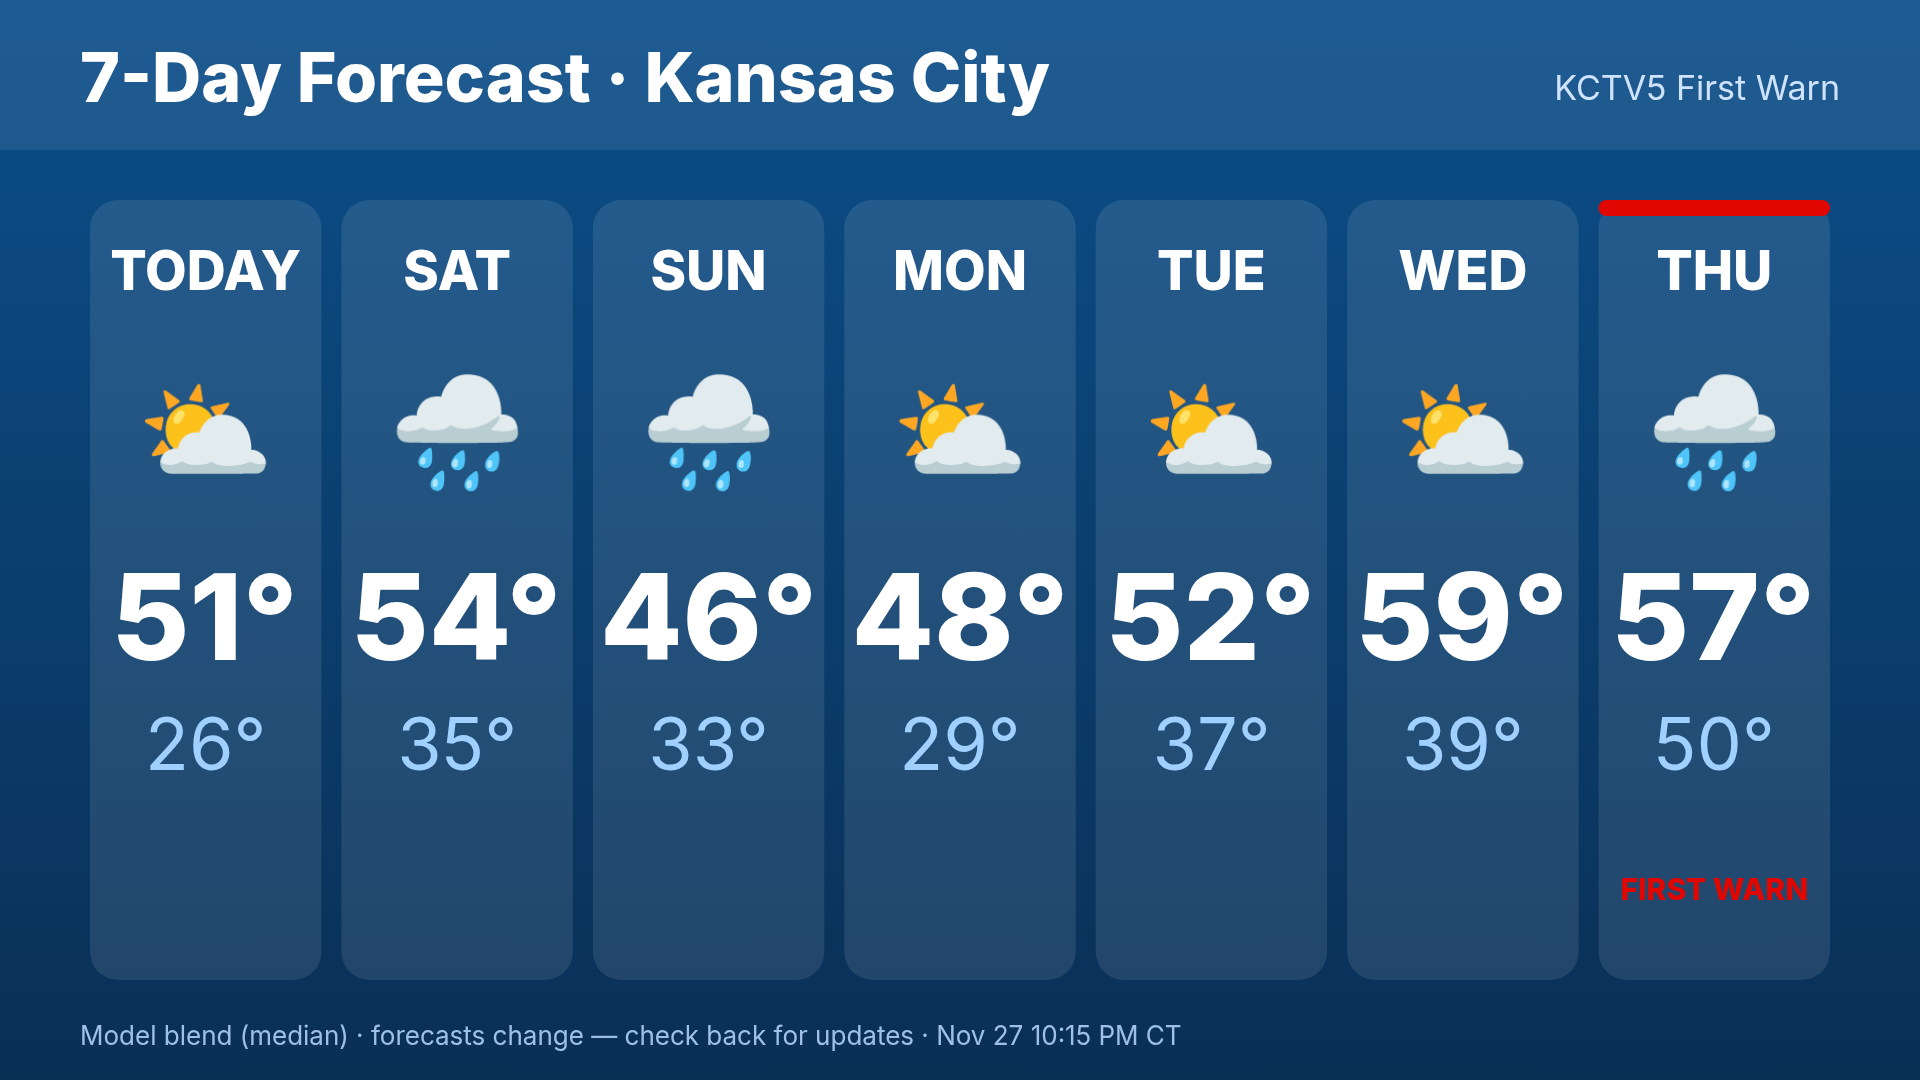 7-Day Forecast · Kansas City
KCTV5 First Warn
TODAY SAT SUN MON TUE WED THU
51° 54° 46° 48° 52° 59° 57°
26° 35° 33° 29° 37° 39° 50°
FIRST WARN
Model blend (median) · forecasts change — check back for updates · Nov 27 10:15 PM CT